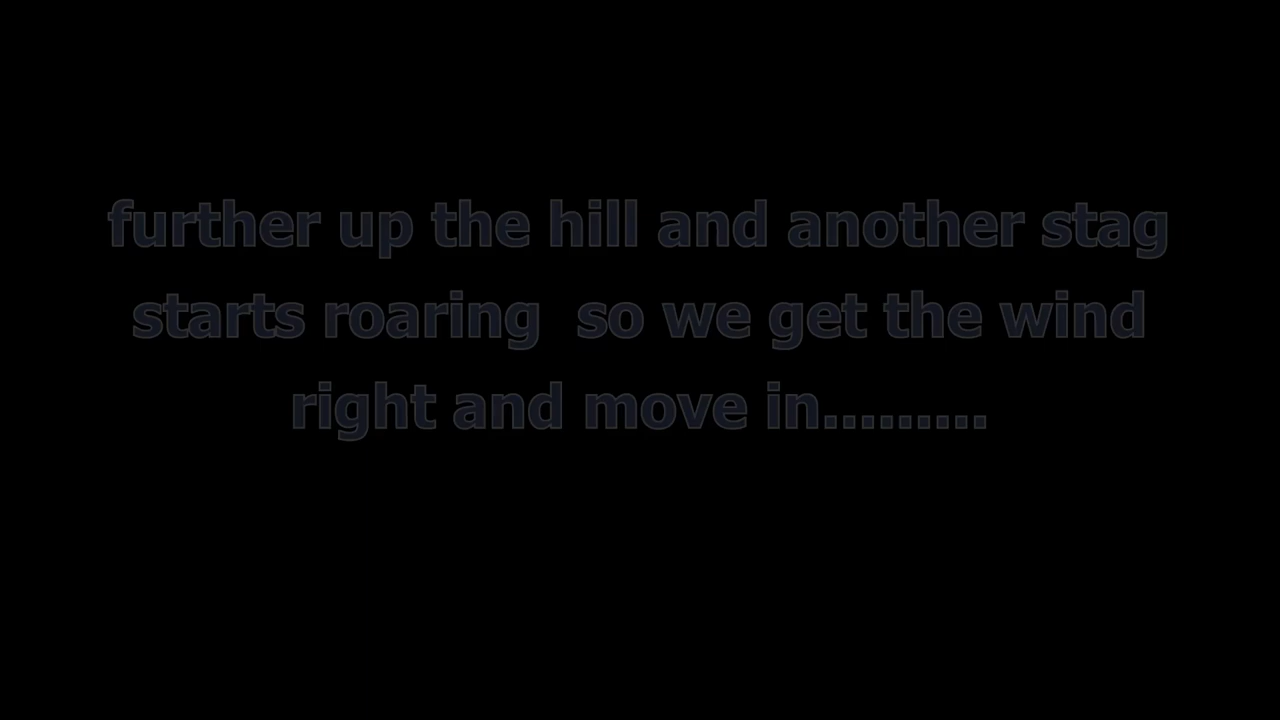 further up the hill and another stag
starts roaring  so we get the wind
right and move in.........